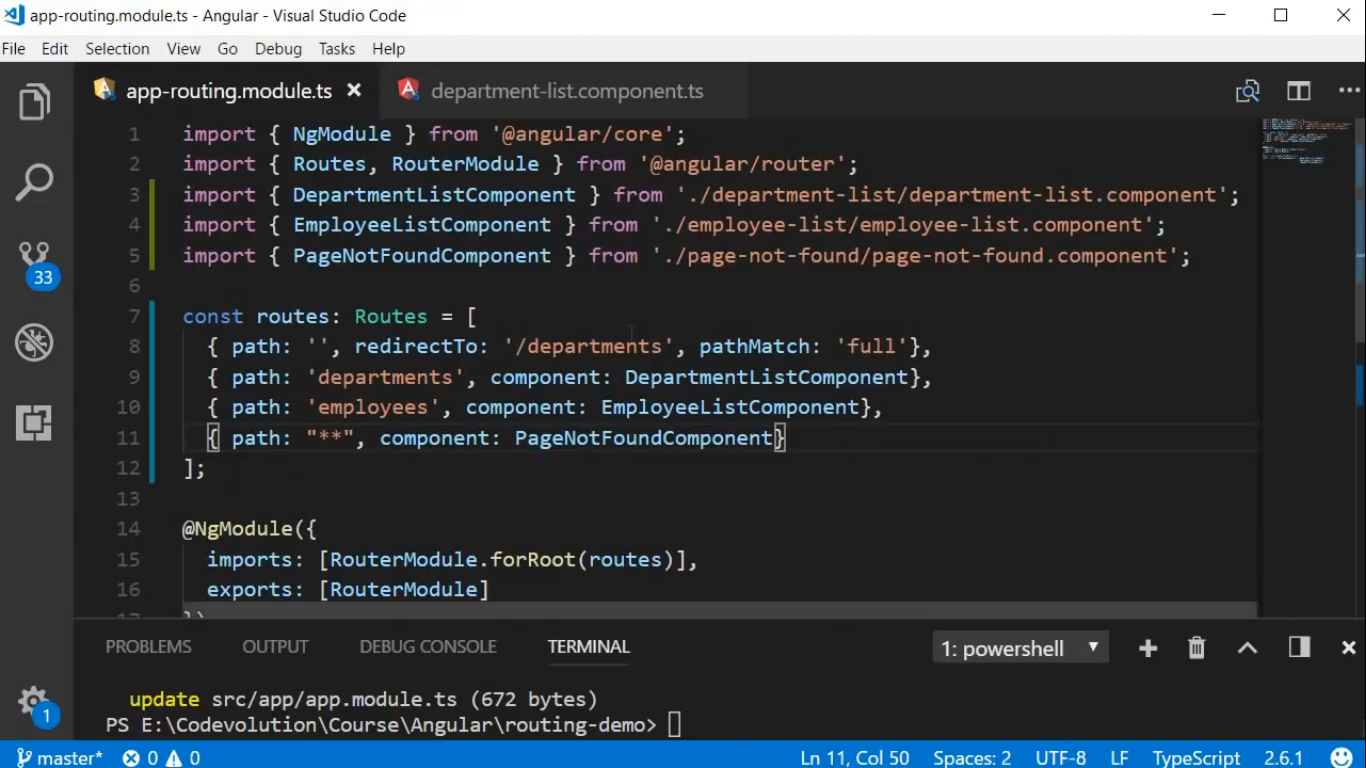 app-routing.module.ts - Angular - Visual Studio Code
File Edit Selection View Go Debug Tasks Help
app-routing.module.ts department-list.component.ts
1 import { NgModule } from '@angular/core';
2 import { Routes, RouterModule } from '@angular/router';
3 import { DepartmentListComponent } from './department-list/department-list.component';
4 import { EmployeeListComponent } from './employee-list/employee-list.component';
5 import { PageNotFoundComponent } from './page-not-found/page-not-found.component';
6
7 const routes: Routes = [
8 { path: '', redirectTo: '/departments', pathMatch: 'full'},
9 { path: 'departments', component: DepartmentListComponent},
10 { path: 'employees', component: EmployeeListComponent},
11 { path: "**", component: PageNotFoundComponent}
12 ];
13
14 @NgModule({
15 imports: [RouterModule.forRoot(routes)],
16 exports: [RouterModule]
33
PROBLEMS OUTPUT DEBUG CONSOLE TERMINAL 1: powershell
update src/app/app.module.ts (672 bytes)
PS E:\Codevolution\Course\Angular\routing-demo>
1
master* 0 0 Ln 11, Col 50 Spaces: 2 UTF-8 LF TypeScript 2.6.1